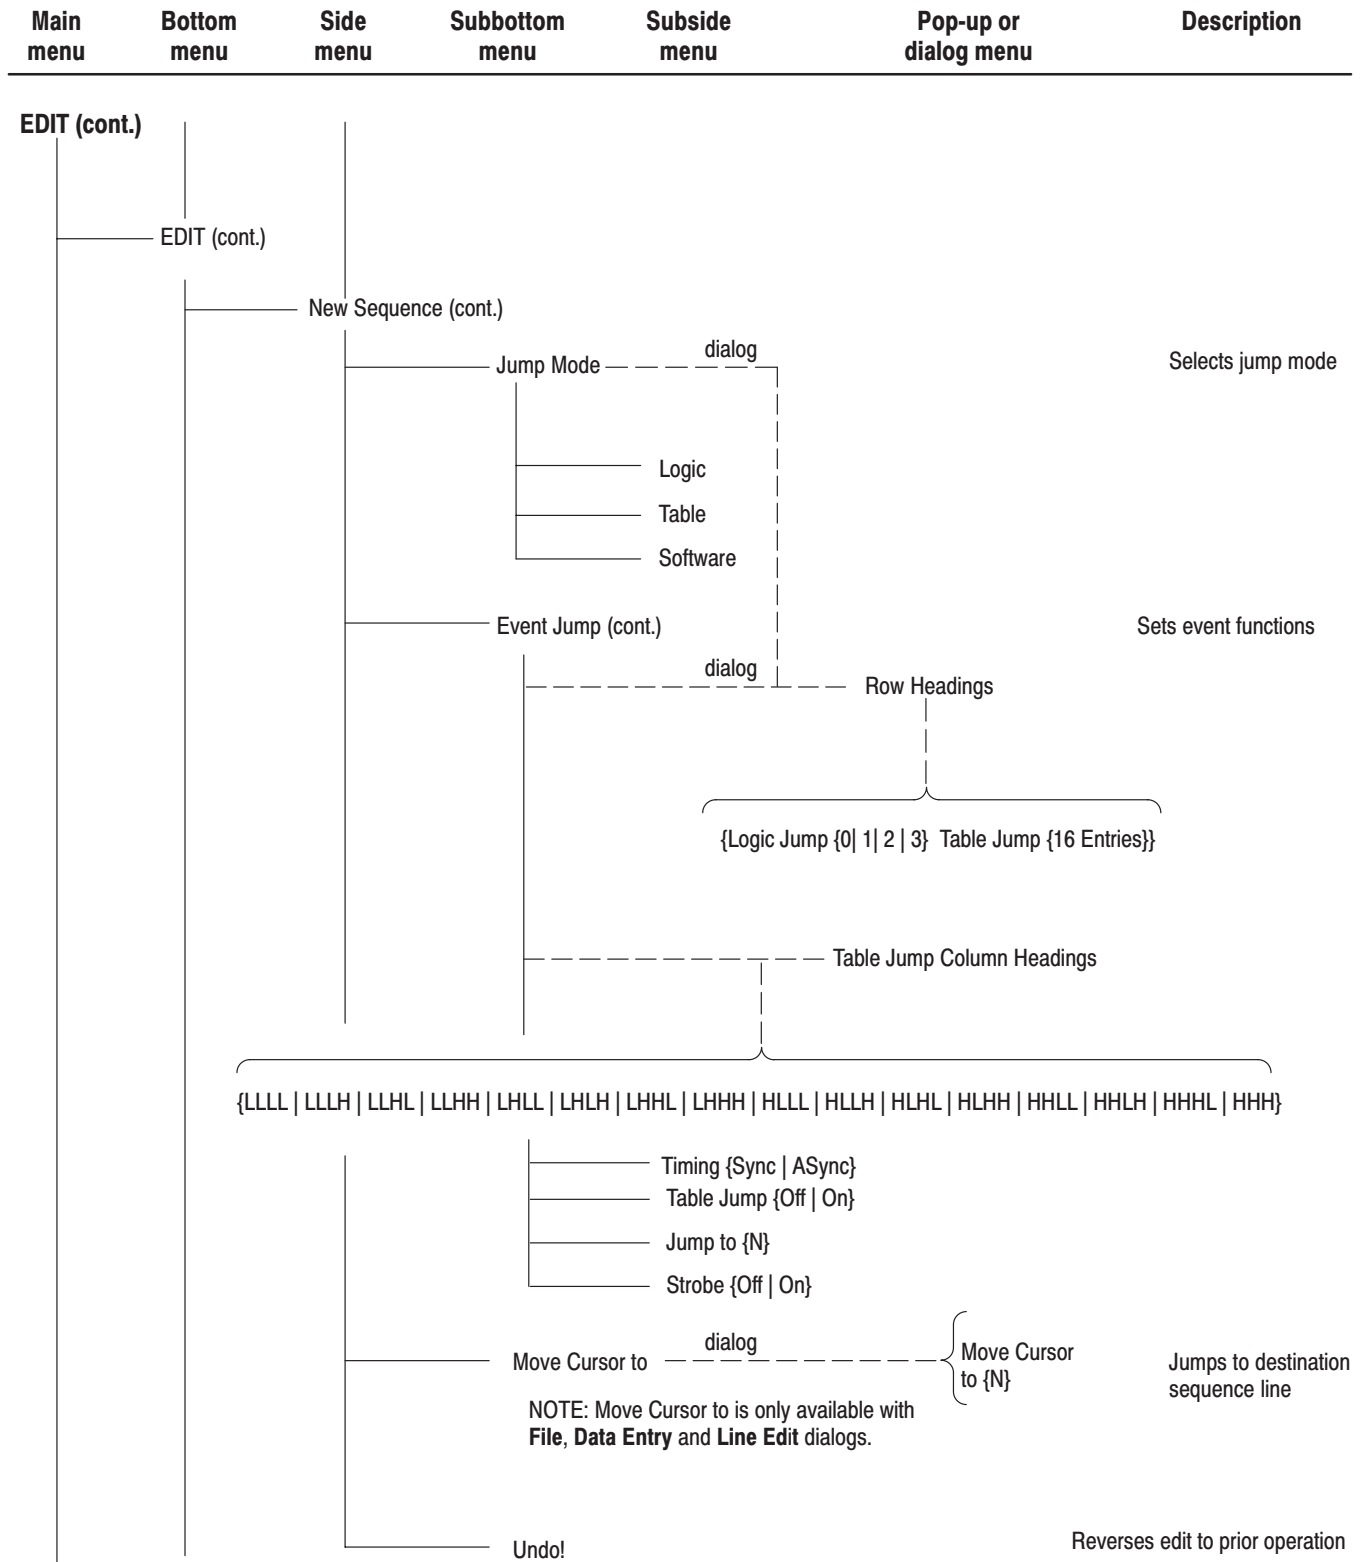 Main menu
Bottom menu
Side menu
Subbottom menu
Subside menu
Pop-up or dialog menu
Description
EDIT (cont.)
EDIT (cont.)
New Sequence (cont.)
Jump Mode
dialog
Selects jump mode
Logic
Table
Software
Event Jump (cont.)
Sets event functions
dialog
Row Headings
{Logic Jump {0| 1| 2 | 3} Table Jump {16 Entries}}
Table Jump Column Headings
{LLLL | LLLH | LLHL | LLHH | LHLL | LHLH | LHHL | LHHH | HLLL | HLLH | HLHL | HLHH | HHLL | HHLH | HHHL | HHH}
Timing {Sync | ASync}
Table Jump {Off | On}
Jump to {N}
Strobe {Off | On}
Move Cursor to
dialog
Move Cursor
to {N}
Jumps to destination
sequence line
NOTE: Move Cursor to is only available with
File, Data Entry and Line Edit dialogs.
Undo!
Reverses edit to prior operation